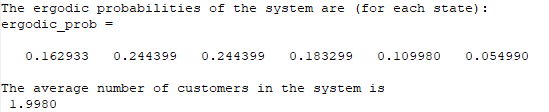 The ergodic probabilities of the system are (for each state):
ergodic_prob =
0.162933 0.244399 0.244399 0.183299 0.109980 0.054990
The average number of customers in the system is
1.9980